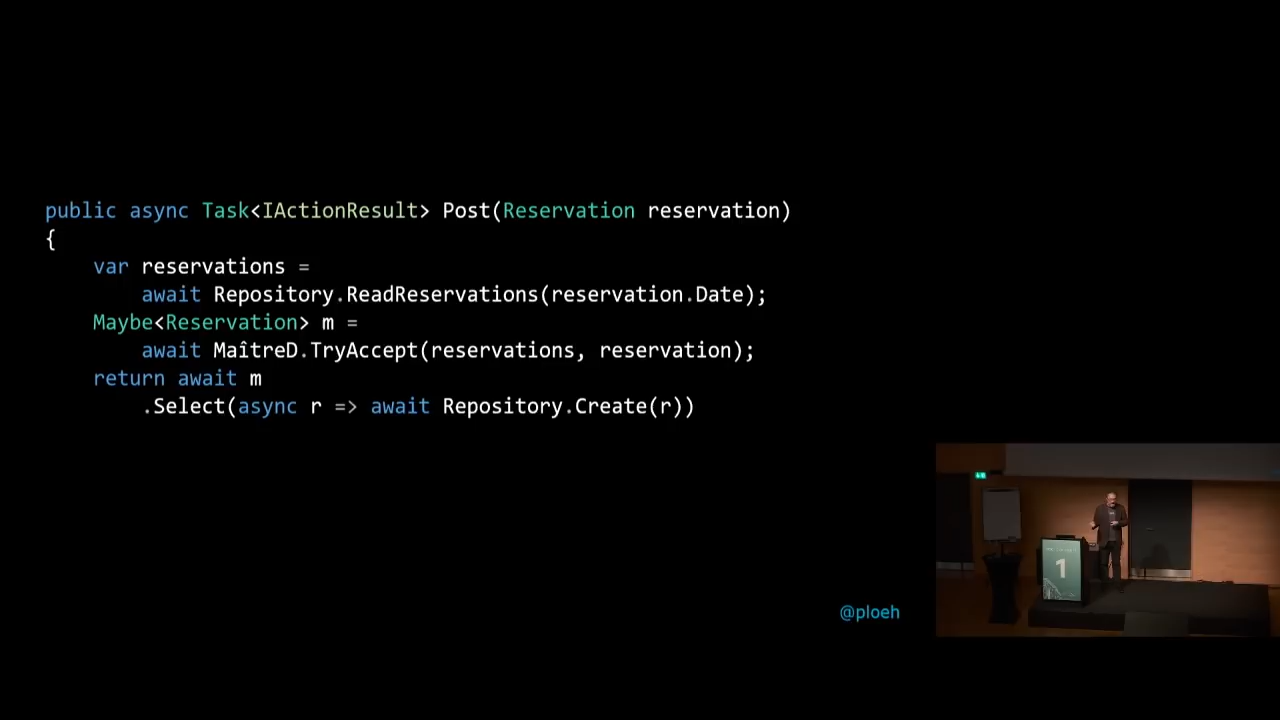 public async Task<IActionResult> Post(Reservation reservation)
{
    var reservations =
        await Repository.ReadReservations(reservation.Date);
    Maybe<Reservation> m =
        await MaîtreD.TryAccept(reservations, reservation);
    return await m
        .Select(async r => await Repository.Create(r))
1
@ploeh